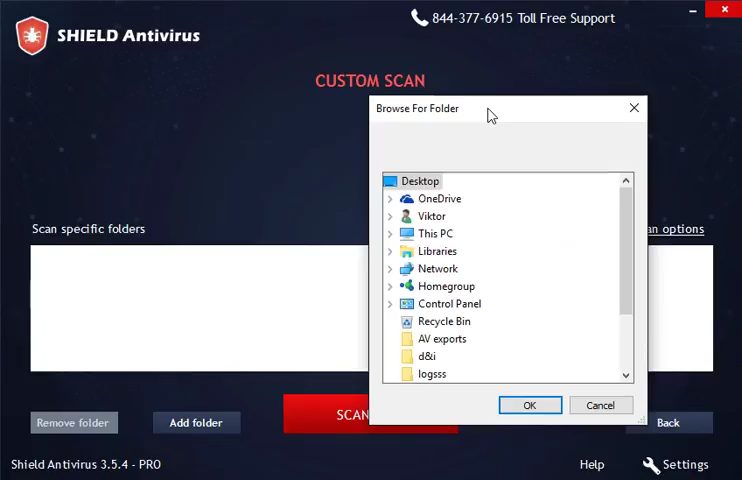 844-377-6915 Toll Free Support
SHIELD Antivirus
CUSTOM SCAN
Browse For Folder
Desktop
OneDrive
Viktor
This PC
Libraries
Network
Homegroup
Control Panel
Recycle Bin
AV exports
d&i
logsss
OK Cancel
Scan specific folders
an options
Remove folder Add folder SCAN Back
Shield Antivirus 3.5.4 - PRO Help Settings